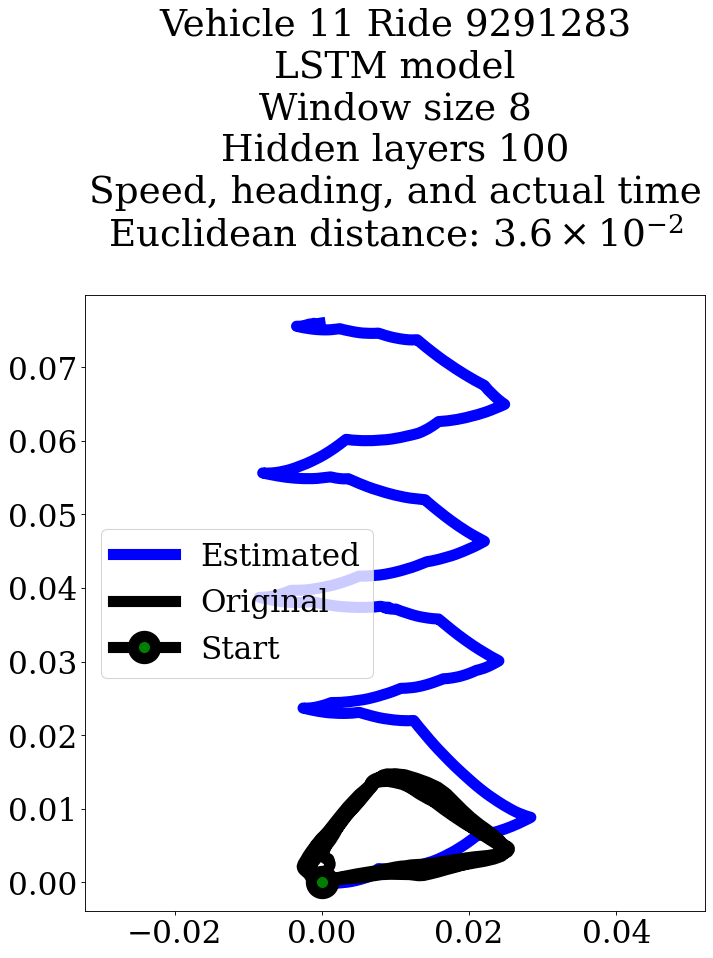 Vehicle 11 Ride 9291283
LSTM model
Window size 8
Hidden layers 100
Speed, heading, and actual time
Euclidean distance: 3.6 × 10⁻²
0.07
0.06
0.05
0.04
0.03
0.02
0.01
0.00
Estimated
Original
Start
−0.02 0.00 0.02 0.04